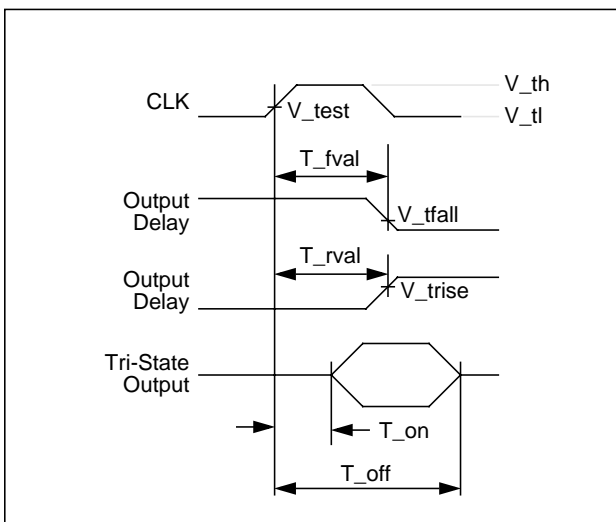 V_th
CLK
V_test
V_tl
T_fval
Output
Delay
V_tfall
T_rval
Output
Delay
V_trise
Tri-State
Output
T_on
T_off